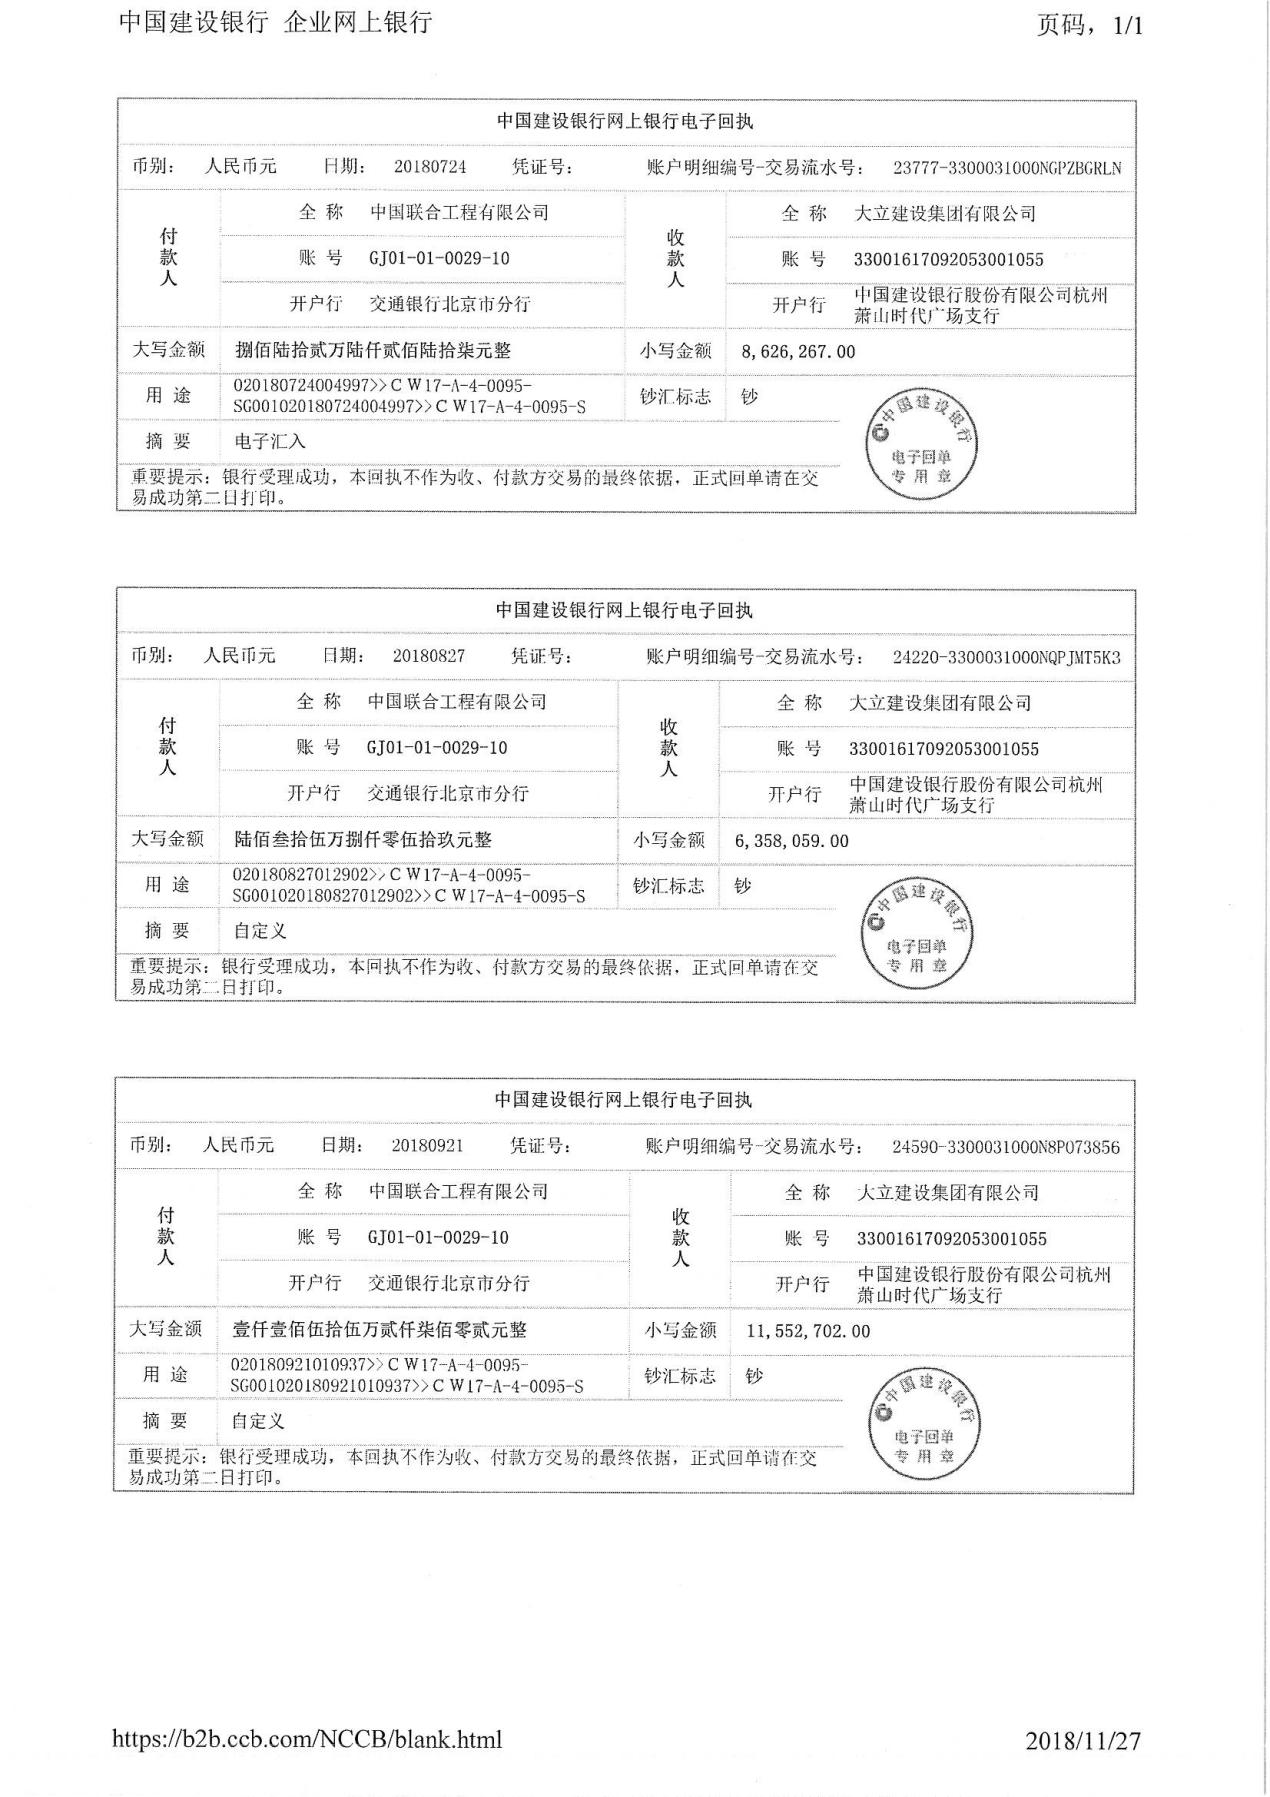 中国建设银行 企业网上银行
页码，1/1
中国建设银行网上银行电子回执
币别： 人民币元 日期： 20180724 凭证号： 账户明细编号-交易流水号： 23777-3300031000NGPZBGRLN
付款人
全 称 中国联合工程有限公司
账 号 GJ01-01-0029-10
开户行 交通银行北京市分行
收款人
全 称 大立建设集团有限公司
账 号 33001617092053001055
开户行 中国建设银行股份有限公司杭州
萧山时代广场支行
大写金额 捌佰陆拾贰万陆仟贰佰陆拾柒元整 小写金额 8,626,267.00
用 途 020180724004997>>C W17-A-4-0095-
SG001020180724004997>>C W17-A-4-0095-S
钞汇标志 钞
摘 要 电子汇入
重要提示：银行受理成功，本回执不作为收、付款方交易的最终依据，正式回单请在交
易成功第二日打印。
中国建设银行
电子回单
专用章
中国建设银行网上银行电子回执
币别： 人民币元 日期： 20180827 凭证号： 账户明细编号-交易流水号： 24220-3300031000NQPJMT5K3
付款人
全 称 中国联合工程有限公司
账 号 GJ01-01-0029-10
开户行 交通银行北京市分行
收款人
全 称 大立建设集团有限公司
账 号 33001617092053001055
开户行 中国建设银行股份有限公司杭州
萧山时代广场支行
大写金额 陆佰叁拾伍万捌仟零伍拾玖元整 小写金额 6,358,059.00
用 途 020180827012902>>C W17-A-4-0095-
SG001020180827012902>>C W17-A-4-0095-S
钞汇标志 钞
摘 要 自定义
重要提示：银行受理成功，本回执不作为收、付款方交易的最终依据，正式回单请在交
易成功第二日打印。
中国建设银行
电子回单
专用章
中国建设银行网上银行电子回执
币别： 人民币元 日期： 20180921 凭证号： 账户明细编号-交易流水号： 24590-3300031000N8P073856
付款人
全 称 中国联合工程有限公司
账 号 GJ01-01-0029-10
开户行 交通银行北京市分行
收款人
全 称 大立建设集团有限公司
账 号 33001617092053001055
开户行 中国建设银行股份有限公司杭州
萧山时代广场支行
大写金额 壹仟壹佰伍拾伍万贰仟柒佰零贰元整 小写金额 11,552,702.00
用 途 020180921010937>>C W17-A-4-0095-
SG001020180921010937>>C W17-A-4-0095-S
钞汇标志 钞
摘 要 自定义
重要提示：银行受理成功，本回执不作为收、付款方交易的最终依据，正式回单请在交
易成功第二日打印。
中国建设银行
电子回单
专用章
https://b2b.ccb.com/NCCB/blank.html
2018/11/27